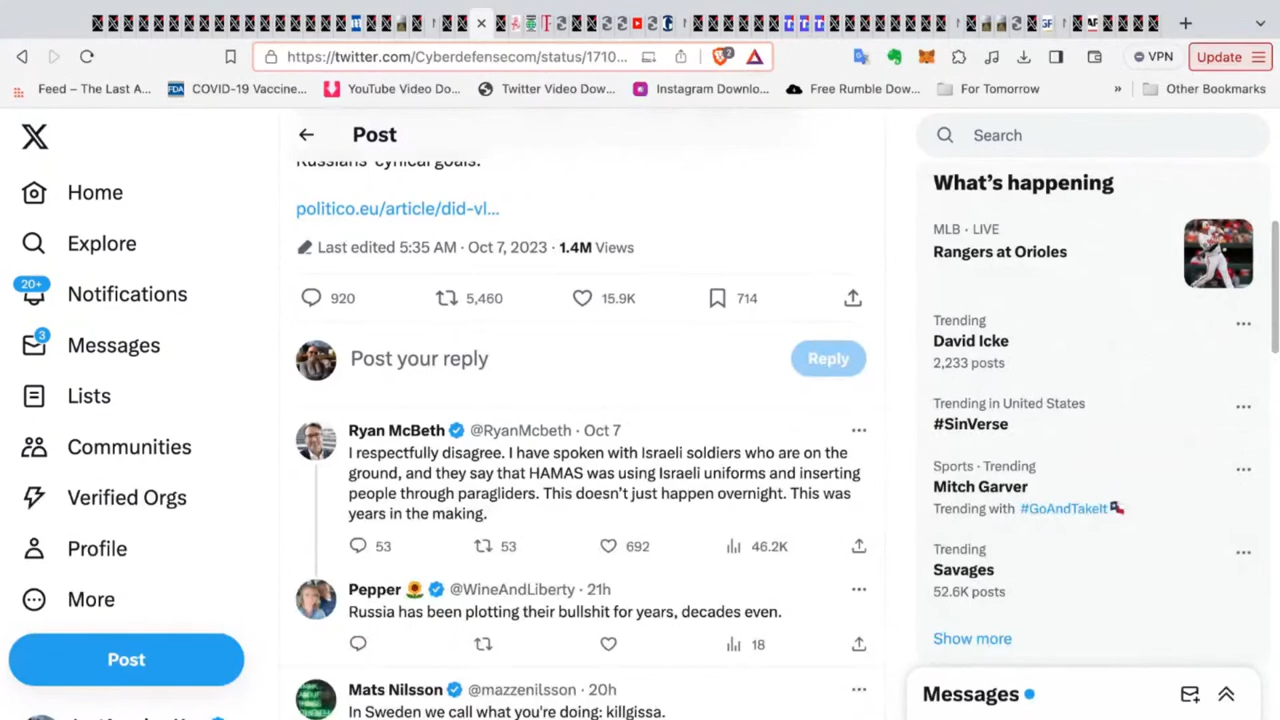 https://twitter.com/Cyberdefensecom/status/1710...
2
VPN
Update
Feed – The Last A...
COVID-19 Vaccine...
YouTube Video Do...
Twitter Video Dow...
Instagram Downlo...
Free Rumble Dow...
For Tomorrow
»
Other Bookmarks
X
Home
Explore
20+
Notifications
3
Messages
Lists
Communities
Verified Orgs
Profile
More
Post
← Post
Russians' cynical goals.
politico.eu/article/did-vl...
Last edited 5:35 AM · Oct 7, 2023 · 1.4M Views
920 5,460 15.9K 714
Post your reply
Reply
Ryan McBeth @RyanMcbeth · Oct 7
I respectfully disagree. I have spoken with Israeli soldiers who are on the
ground, and they say that HAMAS was using Israeli uniforms and inserting
people through paragliders. This doesn't just happen overnight. This was
years in the making.
53 53 692 46.2K
Pepper 🌻 @WineAndLiberty · 21h
Russia has been plotting their bullshit for years, decades even.
18
Mats Nilsson @mazzenilsson · 20h
In Sweden we call what you're doing: killgissa.
Search
What's happening
MLB · LIVE
Rangers at Orioles
Trending
David Icke
2,233 posts
Trending in United States
#SinVerse
Sports · Trending
Mitch Garver
Trending with #GoAndTakeIt
Trending
Savages
52.6K posts
Show more
Messages